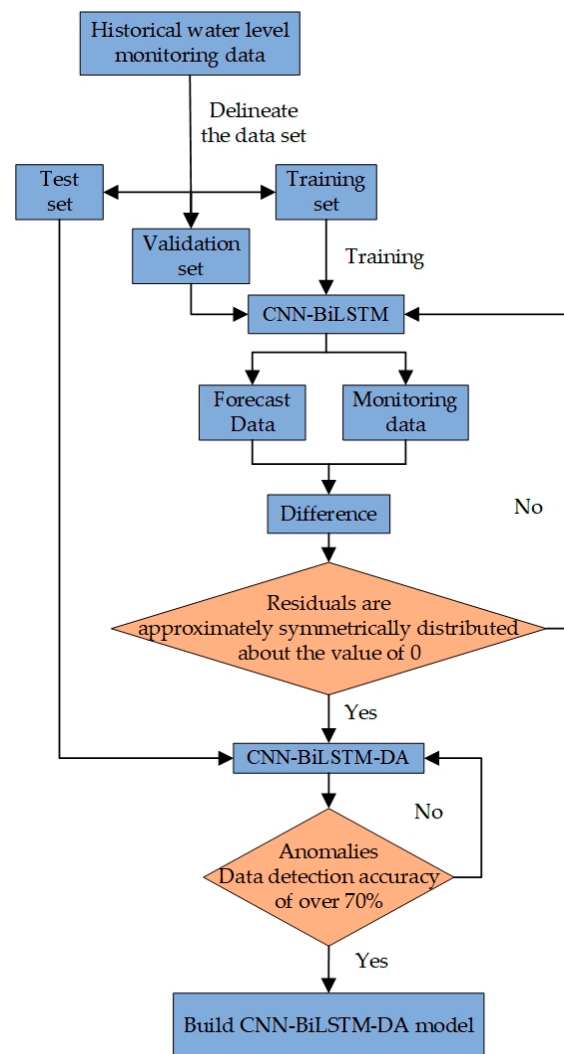 Historical water level
monitoring data
Delineate
the data set
Test
set
Training
set
Validation
set
Training
CNN-BiLSTM
Forecast
Data
Monitoring
data
Difference
No
Residuals are
approximately symmetrically distributed
about the value of 0
Yes
CNN-BiLSTM-DA
No
Anomalies
Data detection accuracy
of over 70%
Yes
Build CNN-BiLSTM-DA model